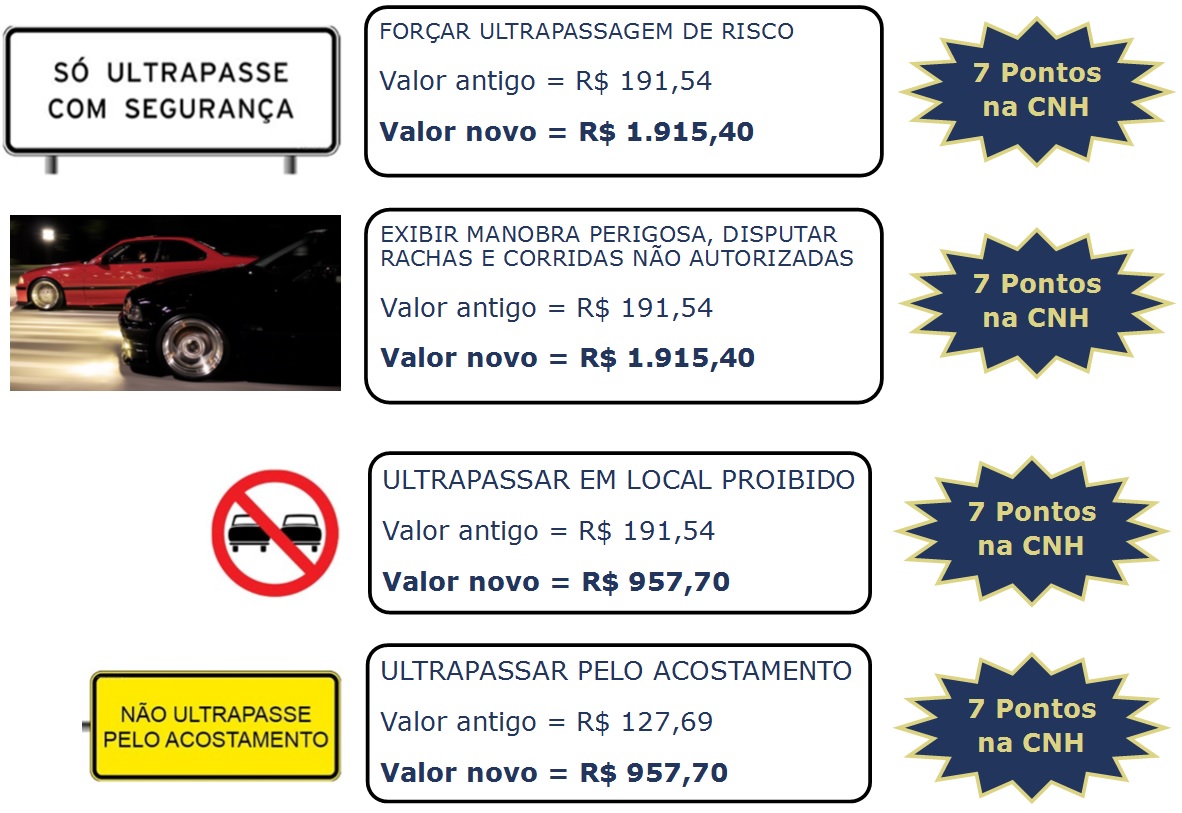 SÓ ULTRAPASSE
COM SEGURANÇA
FORÇAR ULTRAPASSAGEM DE RISCO
Valor antigo = R$ 191,54
Valor novo = R$ 1.915,40
7 Pontos
na CNH
EXIBIR MANOBRA PERIGOSA, DISPUTAR
RACHAS E CORRIDAS NÃO AUTORIZADAS
Valor antigo = R$ 191,54
Valor novo = R$ 1.915,40
7 Pontos
na CNH
ULTRAPASSAR EM LOCAL PROIBIDO
Valor antigo = R$ 191,54
Valor novo = R$ 957,70
7 Pontos
na CNH
NÃO ULTRAPASSE
PELO ACOSTAMENTO
ULTRAPASSAR PELO ACOSTAMENTO
Valor antigo = R$ 127,69
Valor novo = R$ 957,70
7 Pontos
na CNH